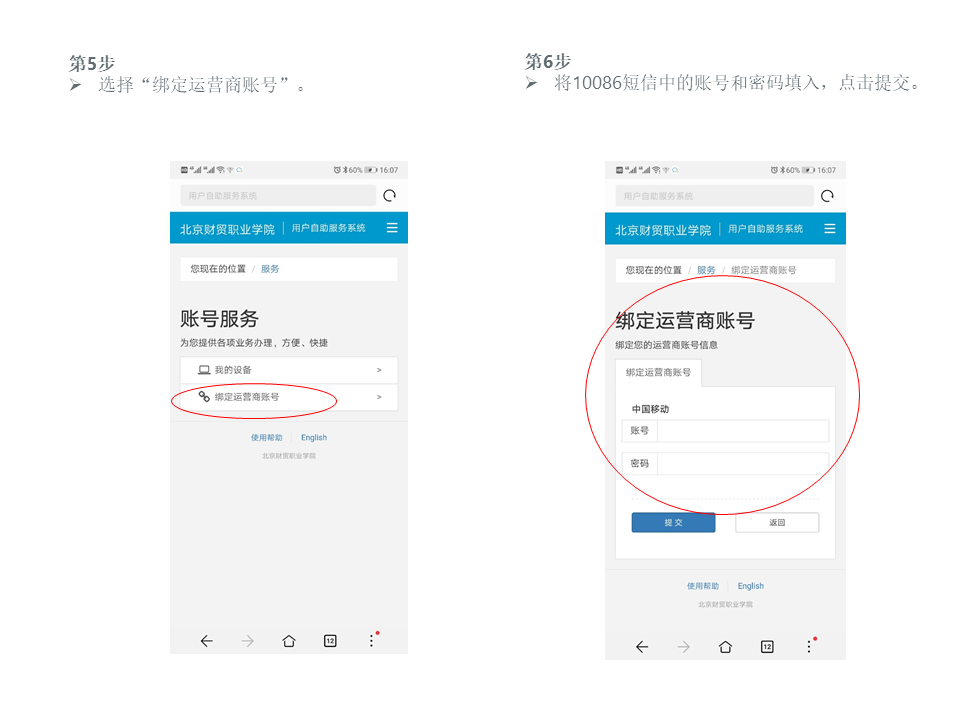 第5步
➢ 选择“绑定运营商账号”。
60% 16:07
用户自助服务系统
北京财贸职业学院 用户自助服务系统
您现在的位置 / 服务
账号服务
为您提供各项业务办理，方便、快捷
我的设备 >
绑定运营商账号 >
使用帮助 English
北京财贸职业学院
12
第6步
➢ 将10086短信中的账号和密码填入，点击提交。
60% 16:07
用户自助服务系统
北京财贸职业学院 用户自助服务系统
您现在的位置 / 服务 / 绑定运营商账号
绑定运营商账号
绑定您的运营商账号信息
绑定运营商账号
中国移动
账号
密码
提交 返回
使用帮助 English
北京财贸职业学院
12